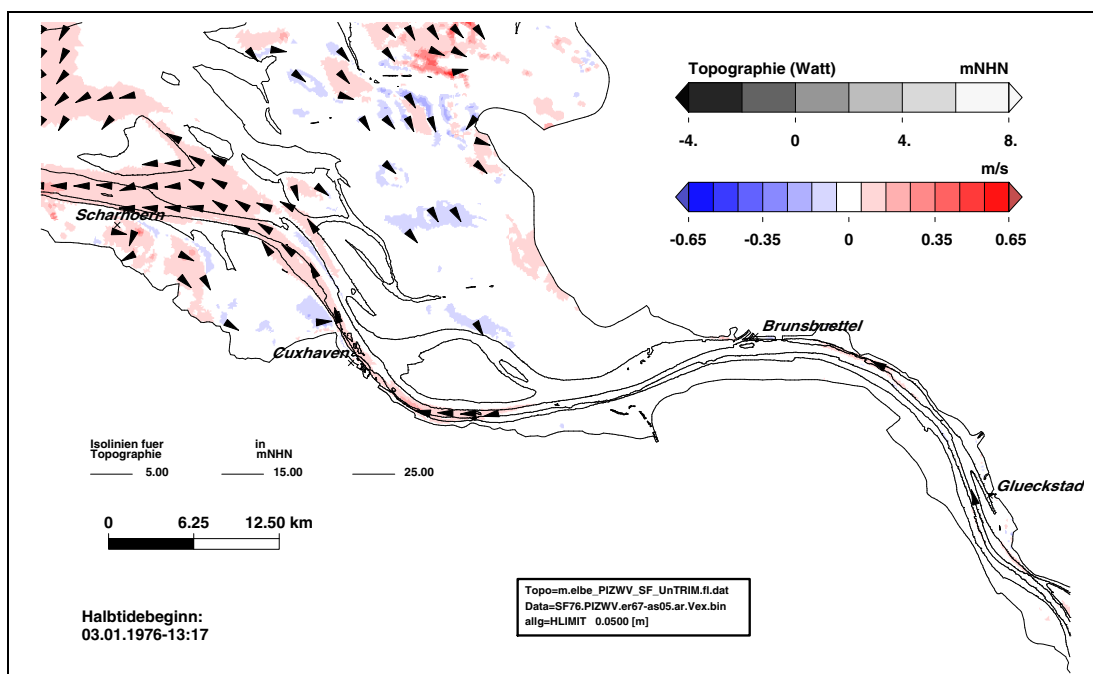 Topographie (Watt) mNHN
-4. 0 4. 8.
m/s
-0.65 -0.35 0 0.35 0.65
Scharhoern
Brunsbuettel
Cuxhaven
Glueckstad
Isolinien fuer Topographie
in mNHN
5.00 15.00 25.00
0 6.25 12.50 km
Halbtidebeginn:
03.01.1976-13:17
Topo=m.elbe_PIZWV_SF_UnTRIM.fl.dat
Data=SF76.PIZWV.er67-as05.ar.Vex.bin
allg=HLIMIT 0.0500 [m]